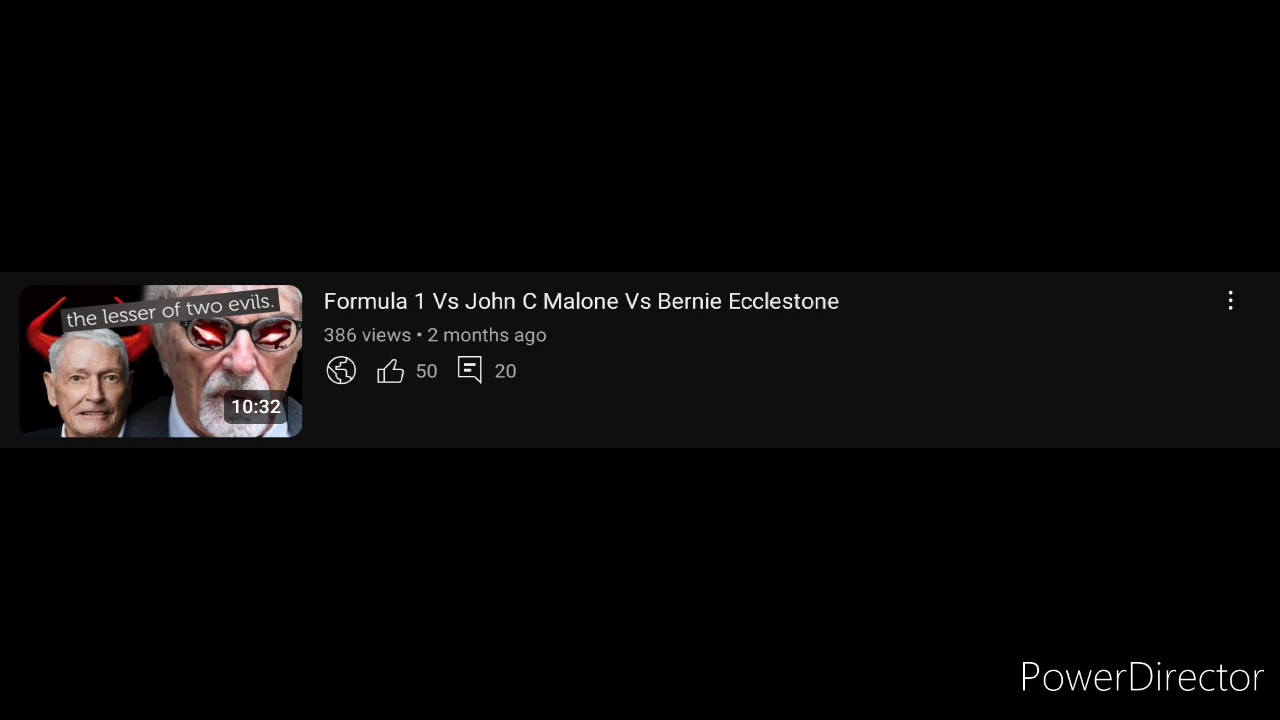 the lesser of two evils.
10:32
Formula 1 Vs John C Malone Vs Bernie Ecclestone
386 views • 2 months ago
50 20
PowerDirector